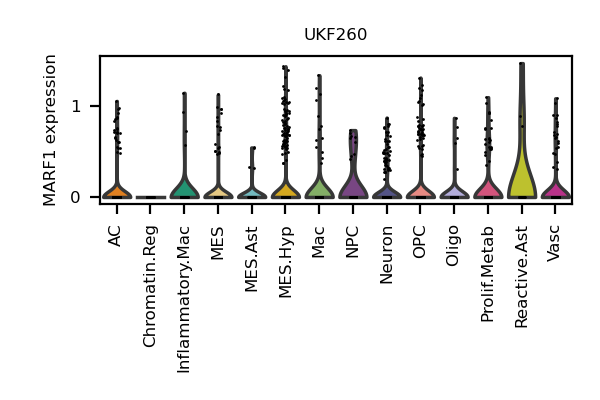 UKF260
MARF1 expression
1
0
AC
Chromatin.Reg
Inflammatory.Mac
MES
MES.Ast
MES.Hyp
Mac
NPC
Neuron
OPC
Oligo
Prolif.Metab
Reactive.Ast
Vasc